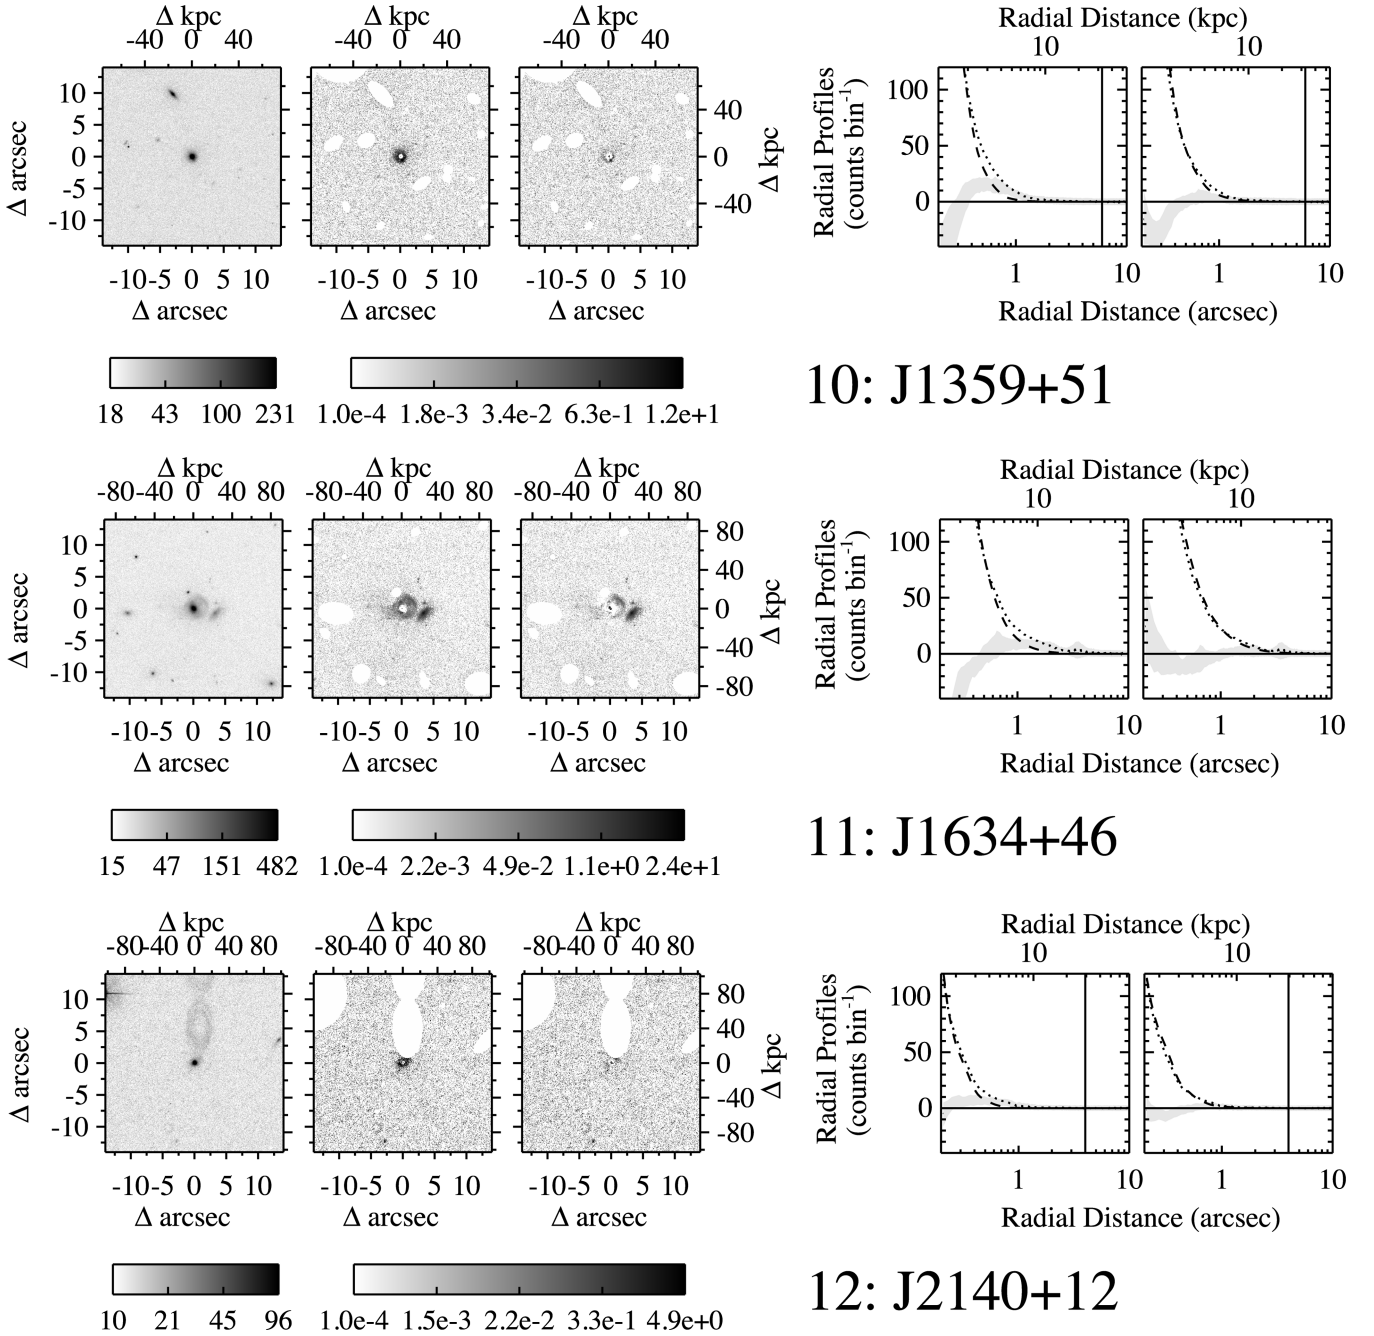 Δ kpc Δ kpc Δ kpc Radial Distance (kpc)
-40 0 40 -40 0 40 -40 0 40 10 10
10 5 0 -5 -10
Δ arcsec
40 0 -40
Δ kpc
Radial Profiles
(counts bin⁻¹)
100 50 0
-10 -5 0 5 10 -10 -5 0 5 10 -10 -5 0 5 10 1 10 1 10
Δ arcsec Δ arcsec Δ arcsec Radial Distance (arcsec)
18 43 100 231 1.0e-4 1.8e-3 3.4e-2 6.3e-1 1.2e+1
10: J1359+51
Δ kpc Δ kpc Δ kpc Radial Distance (kpc)
-80 -40 0 40 80 -80 -40 0 40 80 -80 -40 0 40 80 10 10
10 5 0 -5 -10
Δ arcsec
80 40 0 -40 -80
Δ kpc
Radial Profiles
(counts bin⁻¹)
100 50 0
-10 -5 0 5 10 -10 -5 0 5 10 -10 -5 0 5 10 1 10 1 10
Δ arcsec Δ arcsec Δ arcsec Radial Distance (arcsec)
15 47 151 482 1.0e-4 2.2e-3 4.9e-2 1.1e+0 2.4e+1
11: J1634+46
Δ kpc Δ kpc Δ kpc Radial Distance (kpc)
-80 -40 0 40 80 -80 -40 0 40 80 -80 -40 0 40 80 10 10
10 5 0 -5 -10
Δ arcsec
80 40 0 -40 -80
Δ kpc
Radial Profiles
(counts bin⁻¹)
100 50 0
-10 -5 0 5 10 -10 -5 0 5 10 -10 -5 0 5 10 1 10 1 10
Δ arcsec Δ arcsec Δ arcsec Radial Distance (arcsec)
10 21 45 96 1.0e-4 1.5e-3 2.2e-2 3.3e-1 4.9e+0
12: J2140+12